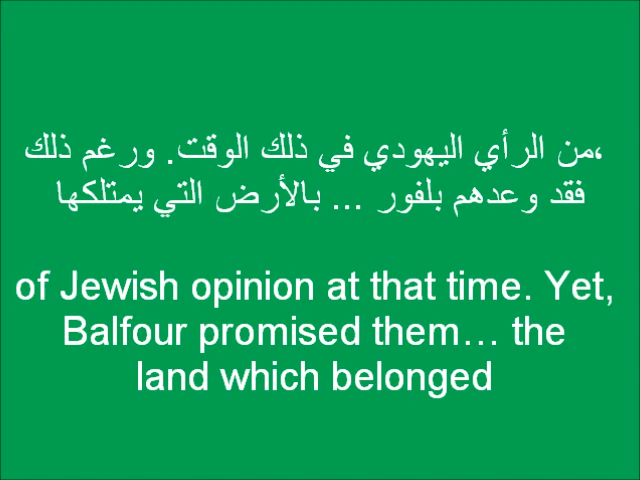 من الرأي اليهودي في ذلك الوقت. ورغم ذلك،
فقد وعدهم بلفور ... بالأرض التي يمتلكها
of Jewish opinion at that time. Yet,
Balfour promised them… the
land which belonged